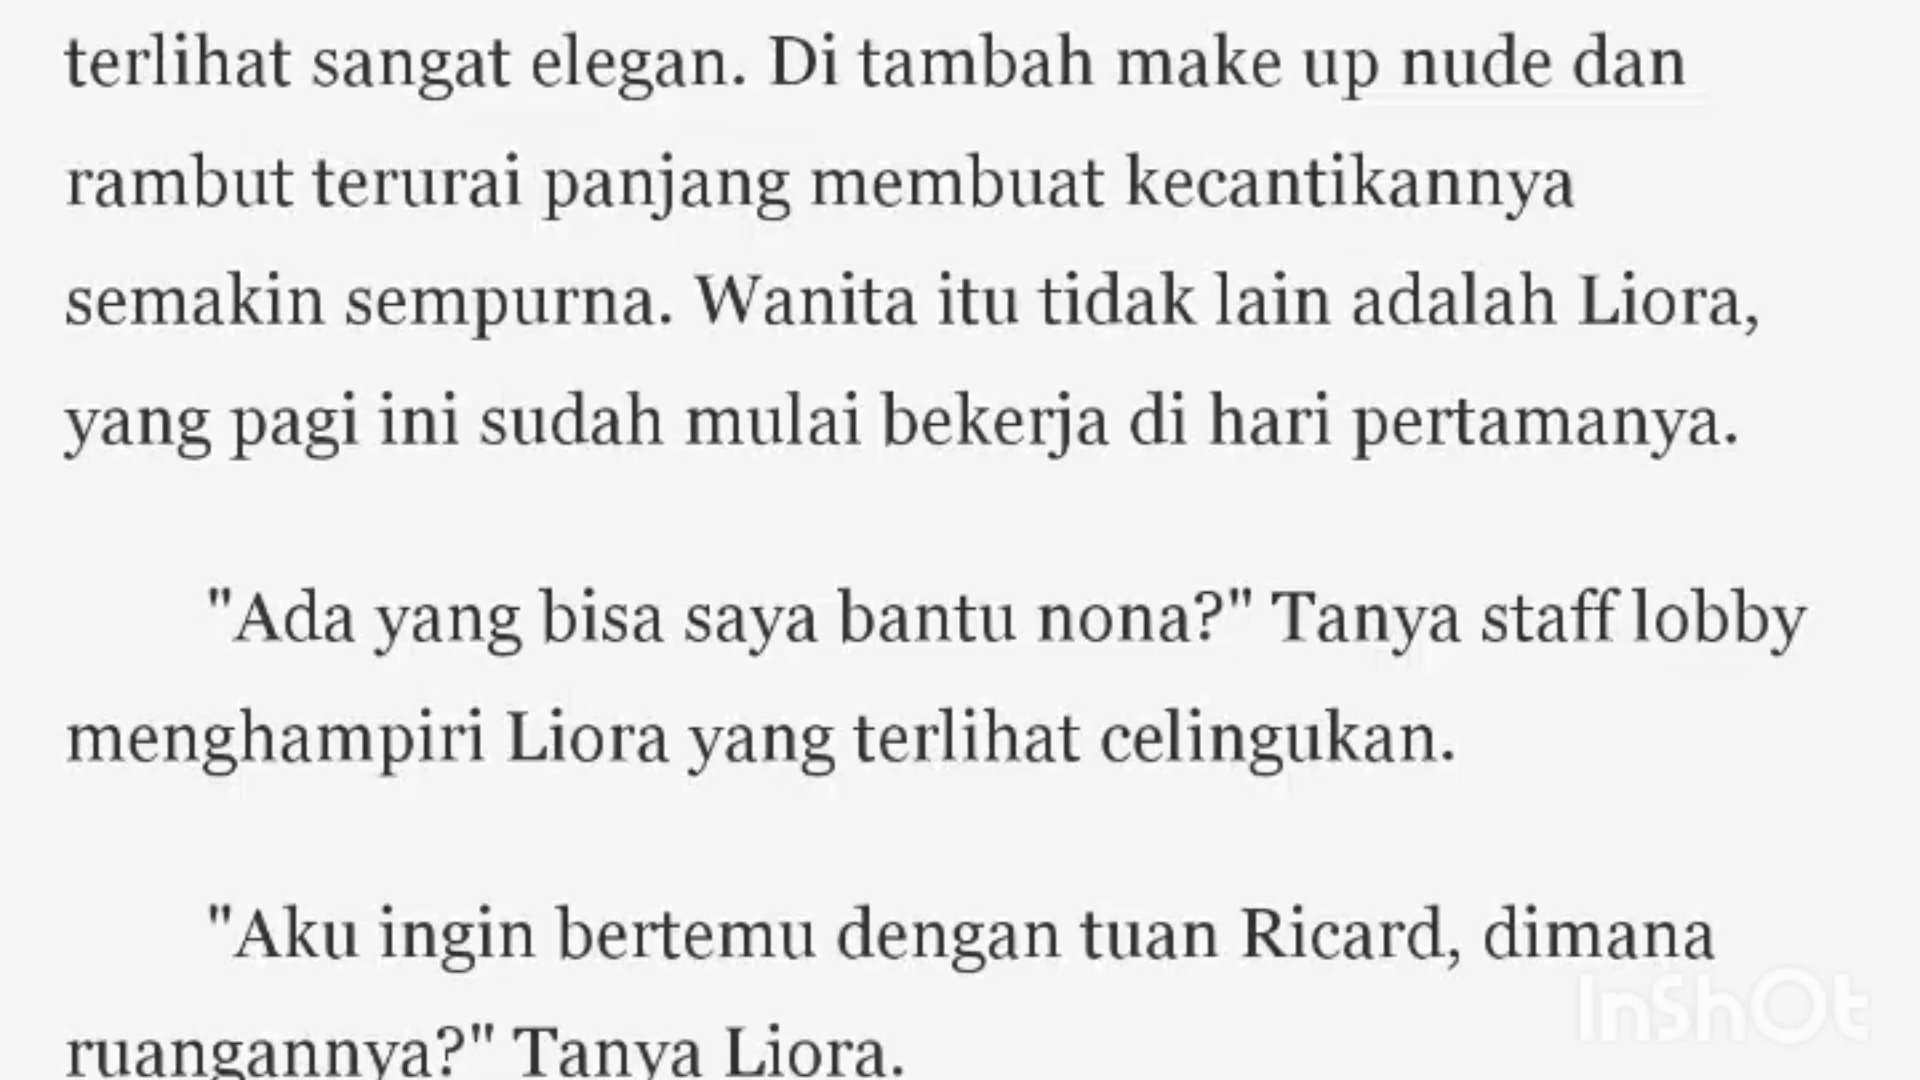 terlihat sangat elegan. Di tambah make up nude dan
rambut terurai panjang membuat kecantikannya
semakin sempurna. Wanita itu tidak lain adalah Liora,
yang pagi ini sudah mulai bekerja di hari pertamanya.
"Ada yang bisa saya bantu nona?" Tanya staff lobby
menghampiri Liora yang terlihat celingukan.
"Aku ingin bertemu dengan tuan Ricard, dimana
ruangannya?" Tanya Liora.
InShOt